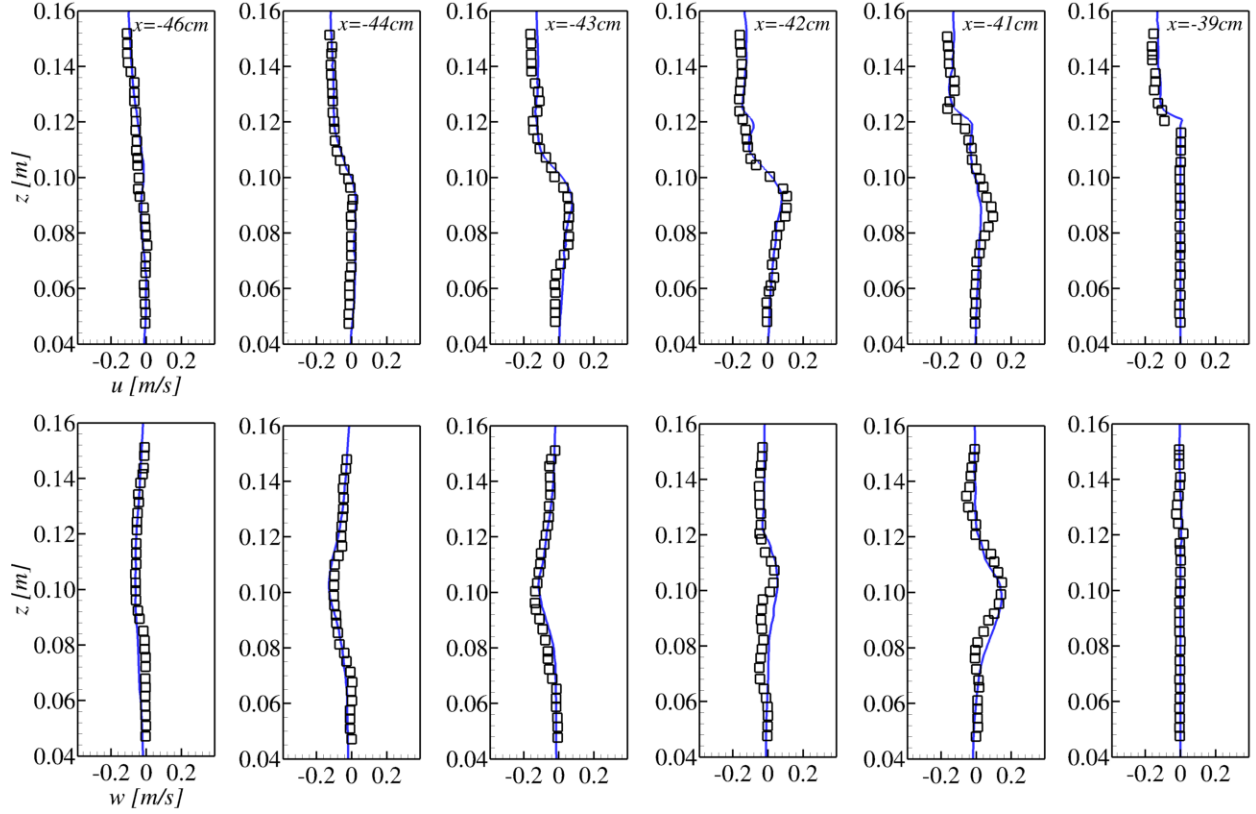 0.16 x=-46cm 0.16 x=-44cm 0.16 x=-43cm 0.16 x=-42cm 0.16 x=-41cm 0.16 x=-39cm
0.14 0.14 0.14 0.14 0.14 0.14
0.12 0.12 0.12 0.12 0.12 0.12
z [m]
0.10 0.10 0.10 0.10 0.10 0.10
0.08 0.08 0.08 0.08 0.08 0.08
0.06 0.06 0.06 0.06 0.06 0.06
0.04 0.04 0.04 0.04 0.04 0.04
-0.2 0 0.2 -0.2 0 0.2 -0.2 0 0.2 -0.2 0 0.2 -0.2 0 0.2 -0.2 0 0.2
u [m/s]
0.16 0.16 0.16 0.16 0.16 0.16
0.14 0.14 0.14 0.14 0.14 0.14
0.12 0.12 0.12 0.12 0.12 0.12
z [m]
0.10 0.10 0.10 0.10 0.10 0.10
0.08 0.08 0.08 0.08 0.08 0.08
0.06 0.06 0.06 0.06 0.06 0.06
0.04 0.04 0.04 0.04 0.04 0.04
-0.2 0 0.2 -0.2 0 0.2 -0.2 0 0.2 -0.2 0 0.2 -0.2 0 0.2 -0.2 0 0.2
w [m/s]